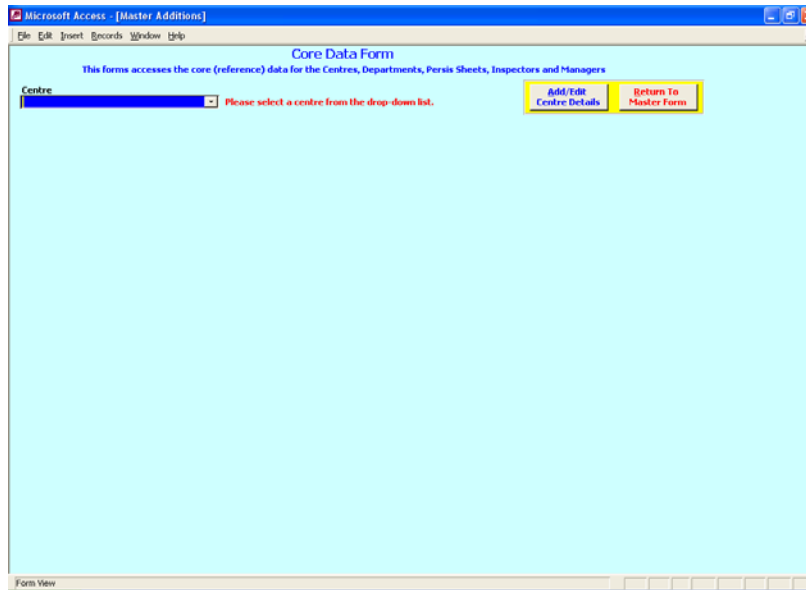 Microsoft Access - [Master Additions]
File Edit Insert Records Window Help
Core Data Form
This forms accesses the core (reference) data for the Centres, Departments, Persis Sheets, Inspectors and Managers
Centre
Please select a centre from the drop-down list.
Add/Edit
Centre Details
Return To
Master Form
Form View